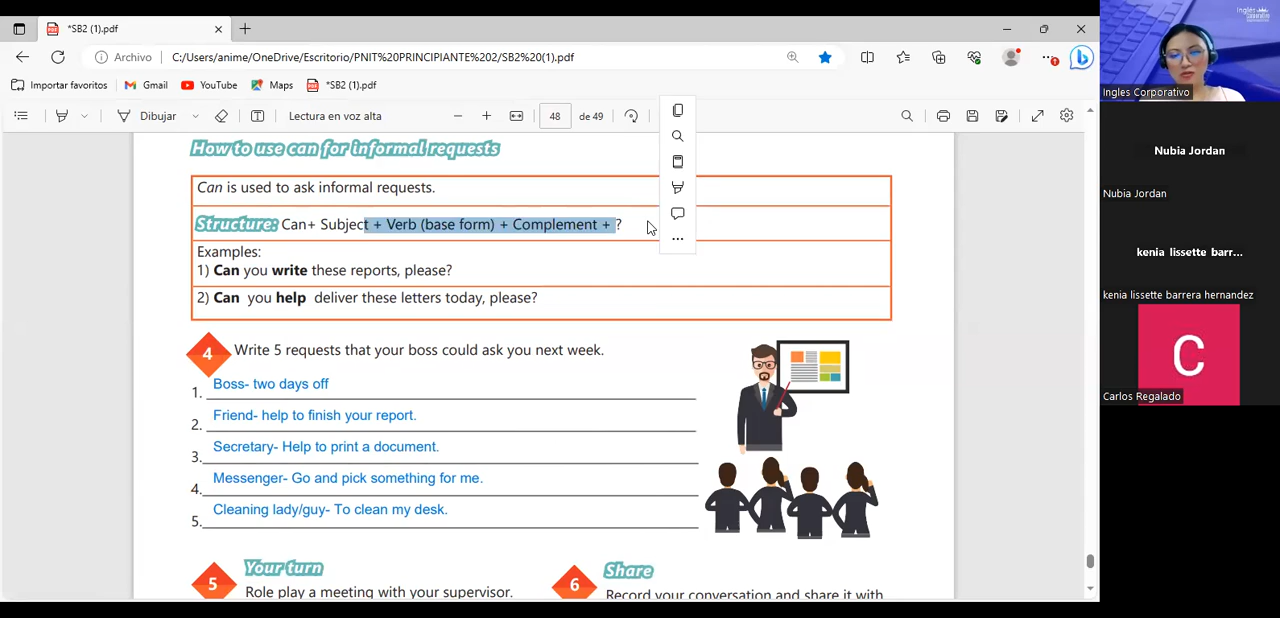 *SB2 (1).pdf
Archivo
C:/Users/anime/OneDrive/Escritorio/PNIT%20PRINCIPIANTE%202/SB2%20(1).pdf
Importar favoritos
Gmail
YouTube
Maps
*SB2 (1).pdf
Dibujar
Lectura en voz alta
48
de 49
How to use can for informal requests
Can is used to ask informal requests.
Structure: Can+ Subject + Verb (base form) + Complement + ?
Examples:
1) Can you write these reports, please?
2) Can you help deliver these letters today, please?
4 Write 5 requests that your boss could ask you next week.
1. Boss- two days off
2. Friend- help to finish your report.
3. Secretary- Help to print a document.
4. Messenger- Go and pick something for me.
5. Cleaning lady/guy- To clean my desk.
5 Your turn
Role play a meeting with your supervisor.
6 Share
Record your conversation and share it with
Ingles Corporativo
Nubia Jordan
Nubia Jordan
kenia lissette barr...
kenia lissette barrera hernandez
C
Carlos Regalado